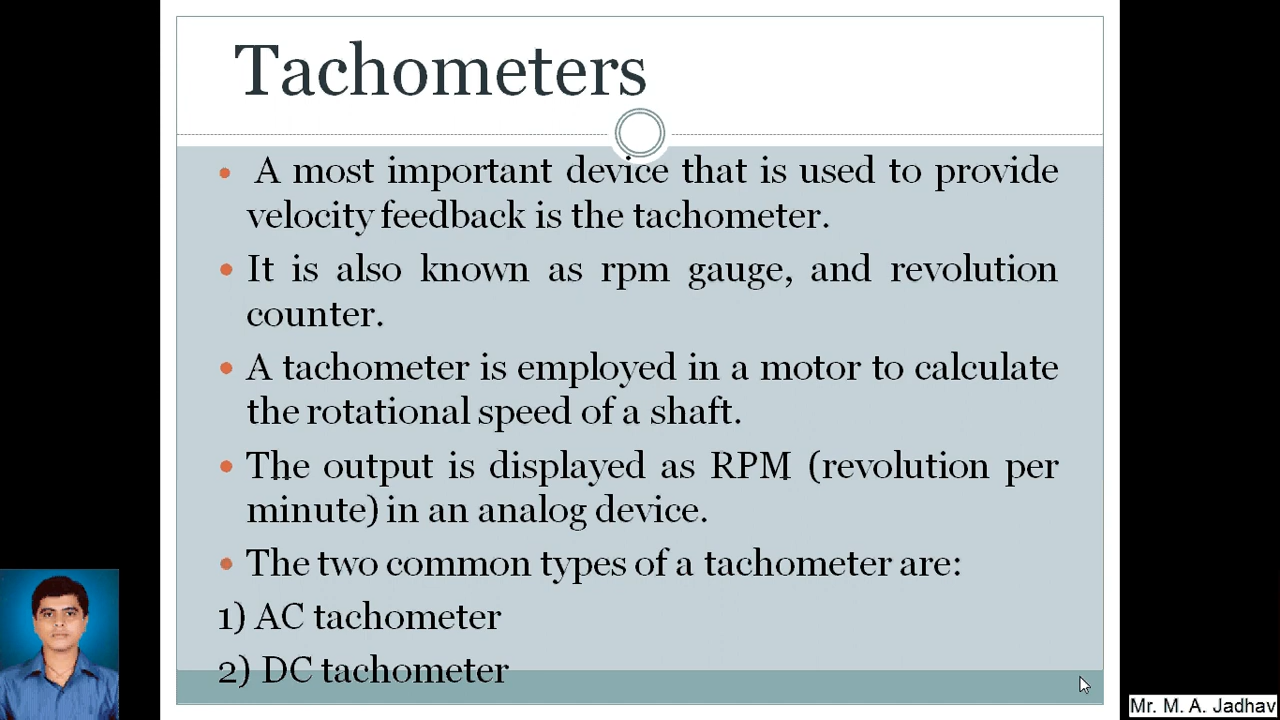 Tachometers
• A most important device that is used to provide
velocity feedback is the tachometer.
• It is also known as rpm gauge, and revolution
counter.
• A tachometer is employed in a motor to calculate
the rotational speed of a shaft.
• The output is displayed as RPM (revolution per
minute) in an analog device.
• The two common types of a tachometer are:
1) AC tachometer
2) DC tachometer
Mr. M. A. Jadhav